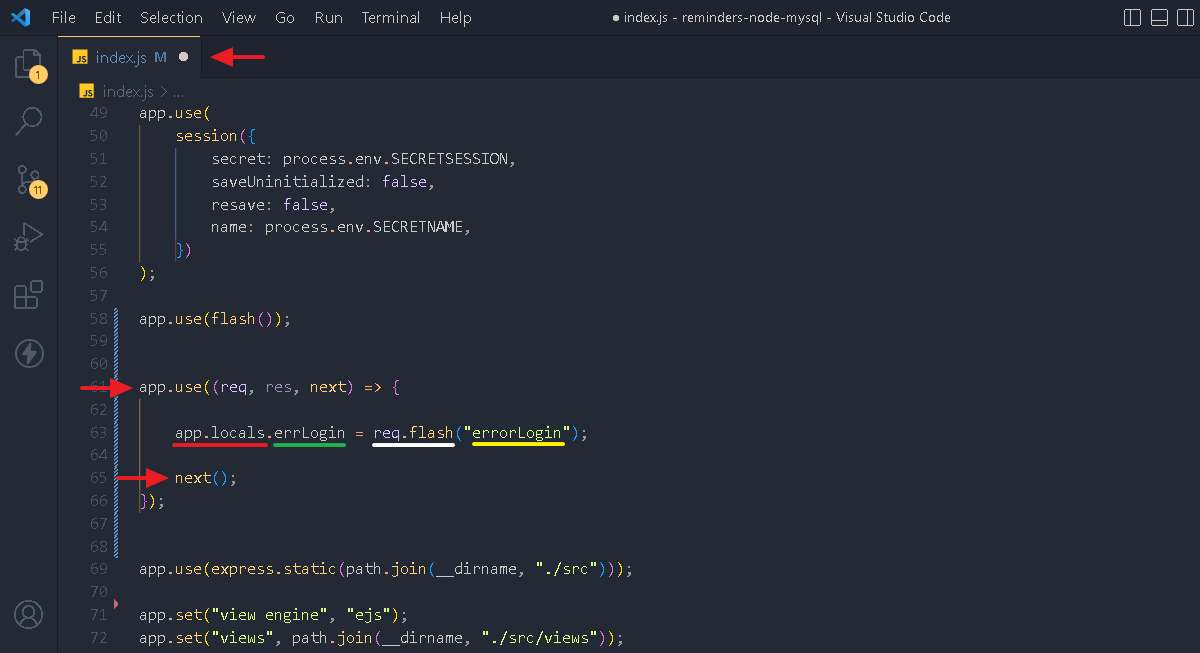 File Edit Selection View Go Run Terminal Help ● index.js - reminders-node-mysql - Visual Studio Code
JS index.js M
1
JS index.js > ...
49 app.use(
50 session({
51 secret: process.env.SECRETSESSION,
52 saveUninitialized: false,
53 resave: false,
54 name: process.env.SECRETNAME,
55 })
56 );
57
58 app.use(flash());
59
60
61 app.use((req, res, next) => {
62
63 app.locals.errLogin = req.flash("errorLogin");
64
65 next();
66 });
67
68
69 app.use(express.static(path.join(__dirname, "./src")));
70
71 app.set("view engine", "ejs");
72 app.set("views", path.join(__dirname, "./src/views"));
11